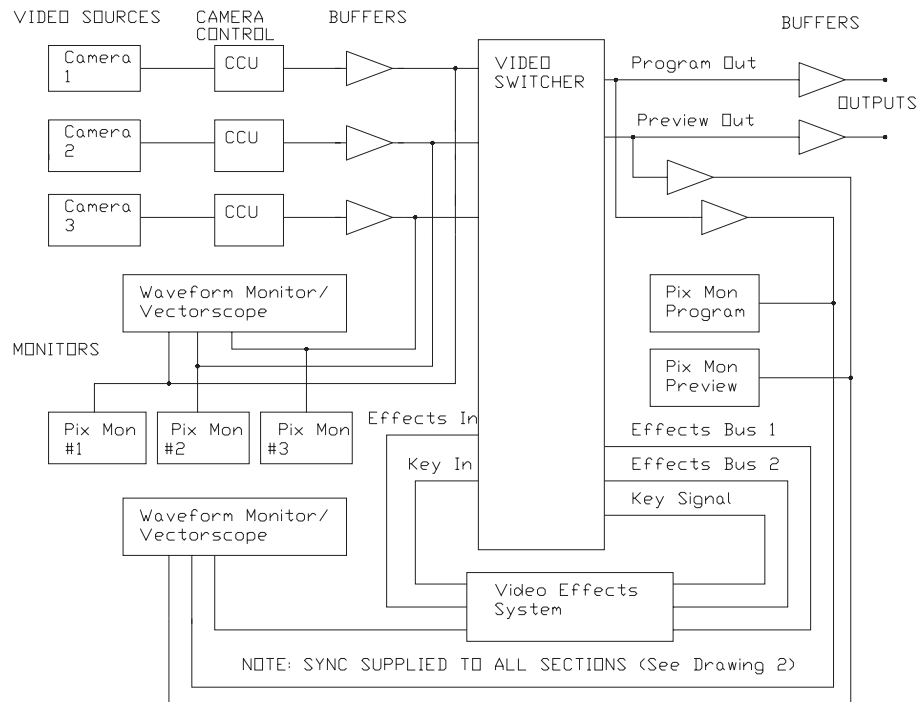 VIDEO SOURCES
CAMERA
CONTROL
BUFFERS
BUFFERS
Camera
1
CCU
VIDEO
SWITCHER
Program Out
OUTPUTS
Camera
2
CCU
Preview Out
Camera
3
CCU
Waveform Monitor/
Vectorscope
Pix Mon
Program
MONITORS
Pix Mon
Preview
Pix Mon
#1
Pix Mon
#2
Pix Mon
#3
Effects In
Effects Bus 1
Key In
Effects Bus 2
Key Signal
Waveform Monitor/
Vectorscope
Video Effects
System
NOTE: SYNC SUPPLIED TO ALL SECTIONS (See Drawing 2)